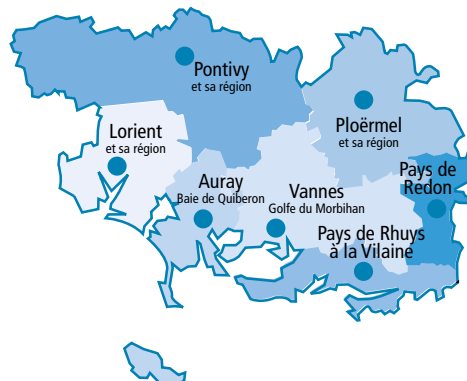 Pontivy
et sa région
Ploërmel
et sa région
Lorient
et sa région
Pays de
Redon
Auray
Baie de Quiberon
Vannes
Golfe du Morbihan
Pays de Rhuys
à la Vilaine